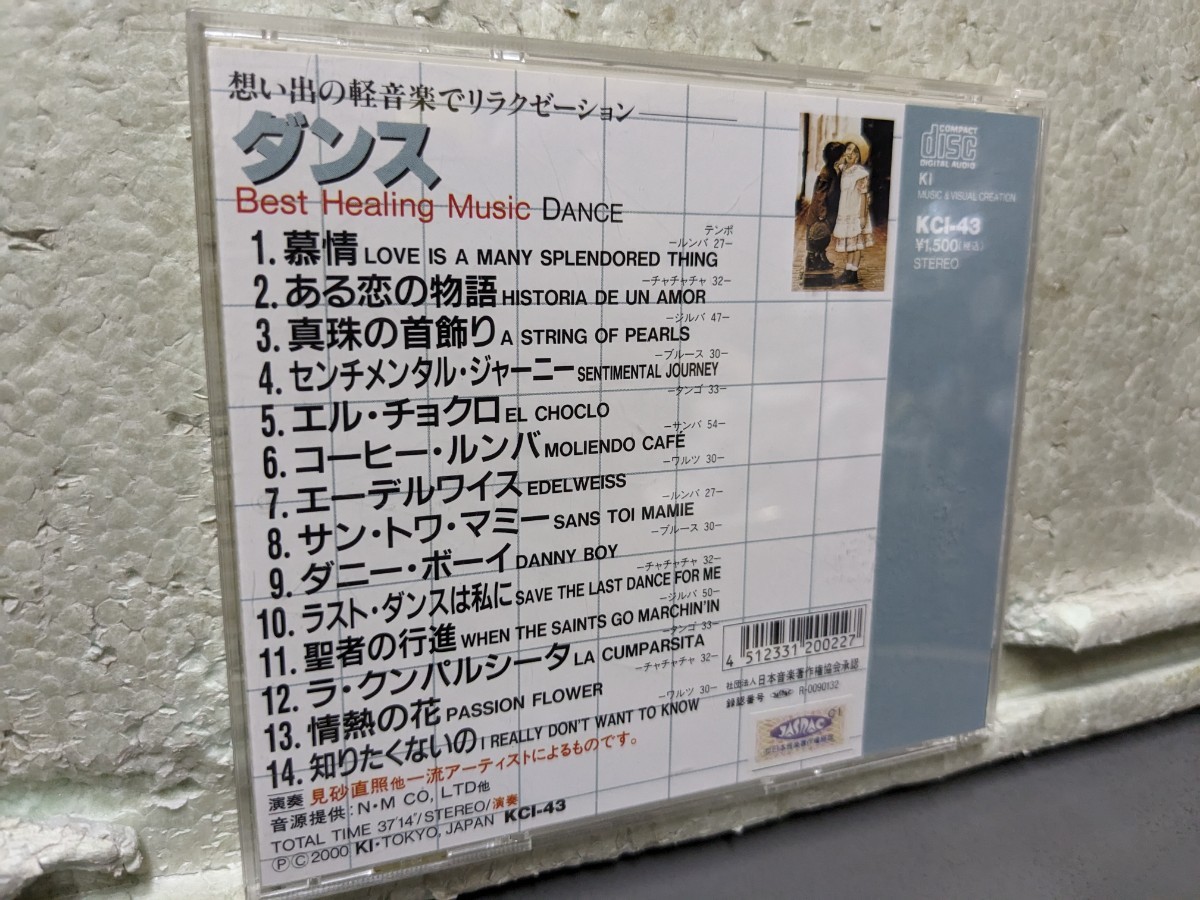 想い出の軽音楽でリラクゼーション
ダンス
Best Healing Music DANCE
テンポ
-ルンバ 27-
1. 慕情 LOVE IS A MANY SPLENDORED THING
-チャチャチャ 32-
2. ある恋の物語 HISTORIA DE UN AMOR
-ジルバ 47-
3. 真珠の首飾り A STRING OF PEARLS
-ブルース 30-
4. センチメンタル・ジャーニー SENTIMENTAL JOURNEY
-タンゴ 33-
5. エル・チョクロ EL CHOCLO
-サンバ 54-
6. コーヒー・ルンバ MOLIENDO CAFÉ
-ワルツ 30-
7. エーデルワイス EDELWEISS
-ルンバ 27-
8. サン・トワ・マミー SANS TOI MAMIE
-ブルース 30-
9. ダニー・ボーイ DANNY BOY
-チャチャチャ 32-
10. ラスト・ダンスは私に SAVE THE LAST DANCE FOR ME
-ジルバ 50-
11. 聖者の行進 WHEN THE SAINTS GO MARCHIN'IN
-タンゴ 33-
12. ラ・クンパルシータ LA CUMPARSITA
-チャチャチャ 32-
13. 情熱の花 PASSION FLOWER
-ワルツ 30-
14. 知りたくないの I REALLY DON'T WANT TO KNOW
演奏 見砂直照他一流アーティストによるものです。
音源提供:N・M CO, LTD他
TOTAL TIME 37'14"/STEREO/演奏
ⓅⒸ2000 KI・TOKYO, JAPAN KCI-43
COMPACT
disc
DIGITAL AUDIO
KI
MUSIC & VISUAL CREATION
KCI-43
¥1,500(税込)
STEREO
4 512331 200227
社団法人日本音楽著作権協会承認
録認番号 JASRAC R-0090132
JASRAC